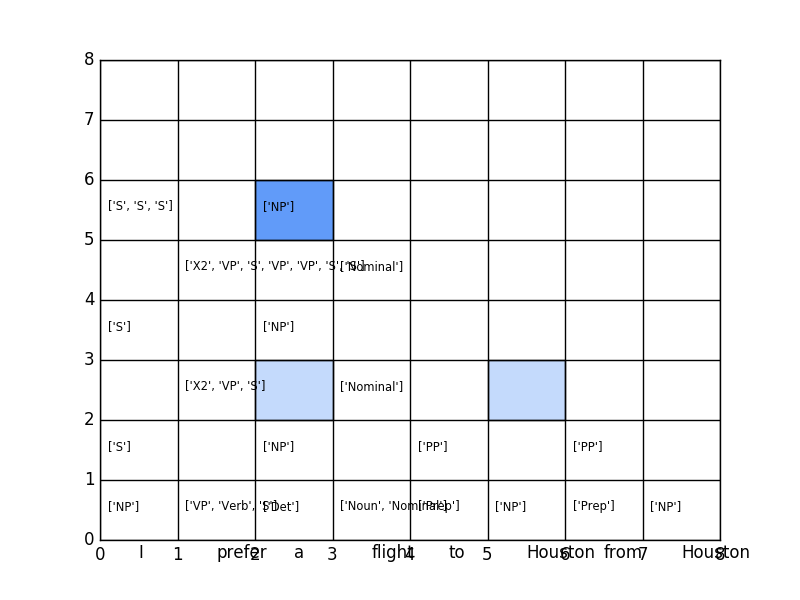 8
7
6
['S', 'S', 'S'] ['NP']
5
['X2', 'VP', 'S', 'VP', 'VP', 'S', 'S'] ['Nominal']
4
['S'] ['NP']
3
['X2', 'VP', 'S'] ['Nominal']
2
['S'] ['NP'] ['PP'] ['PP']
1
['NP'] ['VP', 'Verb', 'S'] ['Det'] ['Noun', 'Nominal'] ['Prep'] ['NP'] ['Prep'] ['NP']
0
0 1 2 3 4 5 6 7 8
I prefer a flight to Houston from Houston